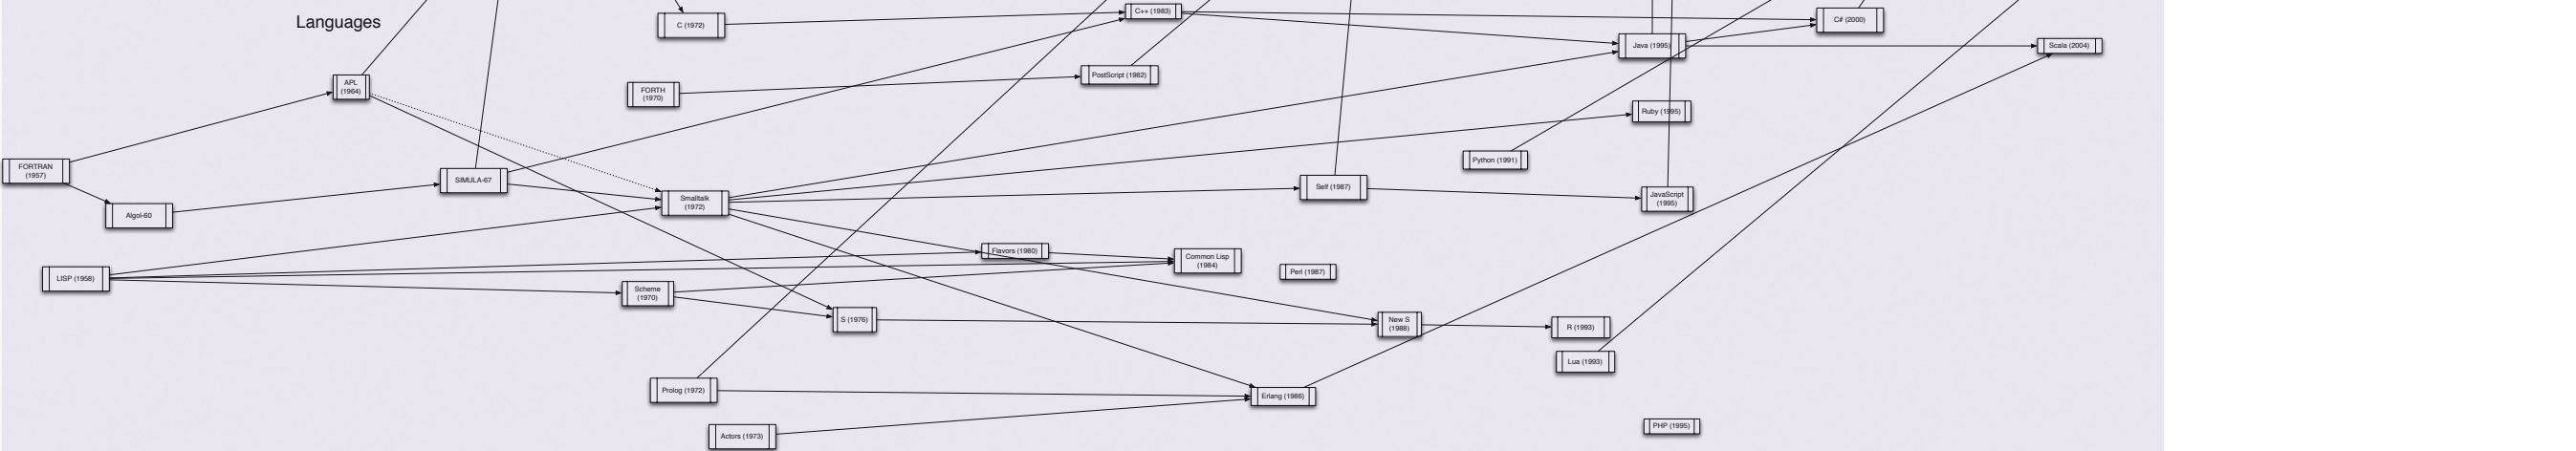 Languages
C (1972)
C++ (1983)
C# (2000)
Java (1995)
Scala (2004)
APL
(1964)
PostScript (1982)
FORTH
(1970)
Ruby (1995)
Python (1991)
FORTRAN
(1957)
SIMULA-67
Self (1987)
JavaScript
(1995)
Smalltalk
(1972)
Algol-60
Flavors (1980)
Common Lisp
(1984)
Perl (1987)
LISP (1958)
Scheme
(1970)
S (1976)
New S
(1988)
R (1993)
Lua (1993)
Prolog (1972)
Erlang (1986)
PHP (1995)
Actors (1973)